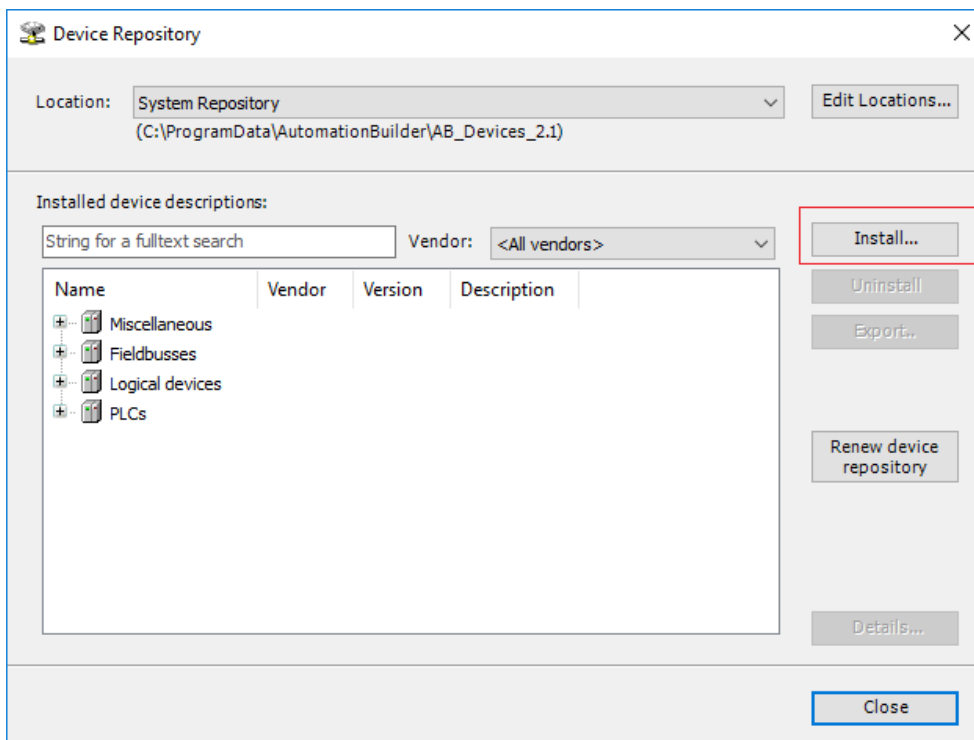 Device Repository
Location: System Repository Edit Locations...
(C:\ProgramData\AutomationBuilder\AB_Devices_2.1)
Installed device descriptions:
String for a fulltext search Vendor: <All vendors> Install...
Name Vendor Version Description Uninstall
Miscellaneous Export..
Fieldbusses
Logical devices
PLCs
Renew device
repository
Details...
Close